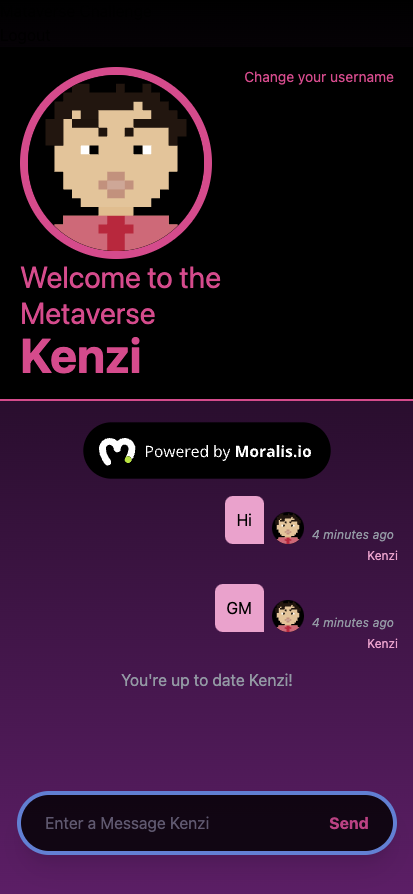 Change your username
Welcome to the
Metaverse
Kenzi
Powered by Moralis.io
Hi
4 minutes ago
Kenzi
GM
4 minutes ago
Kenzi
You're up to date Kenzi!
Enter a Message Kenzi
Send